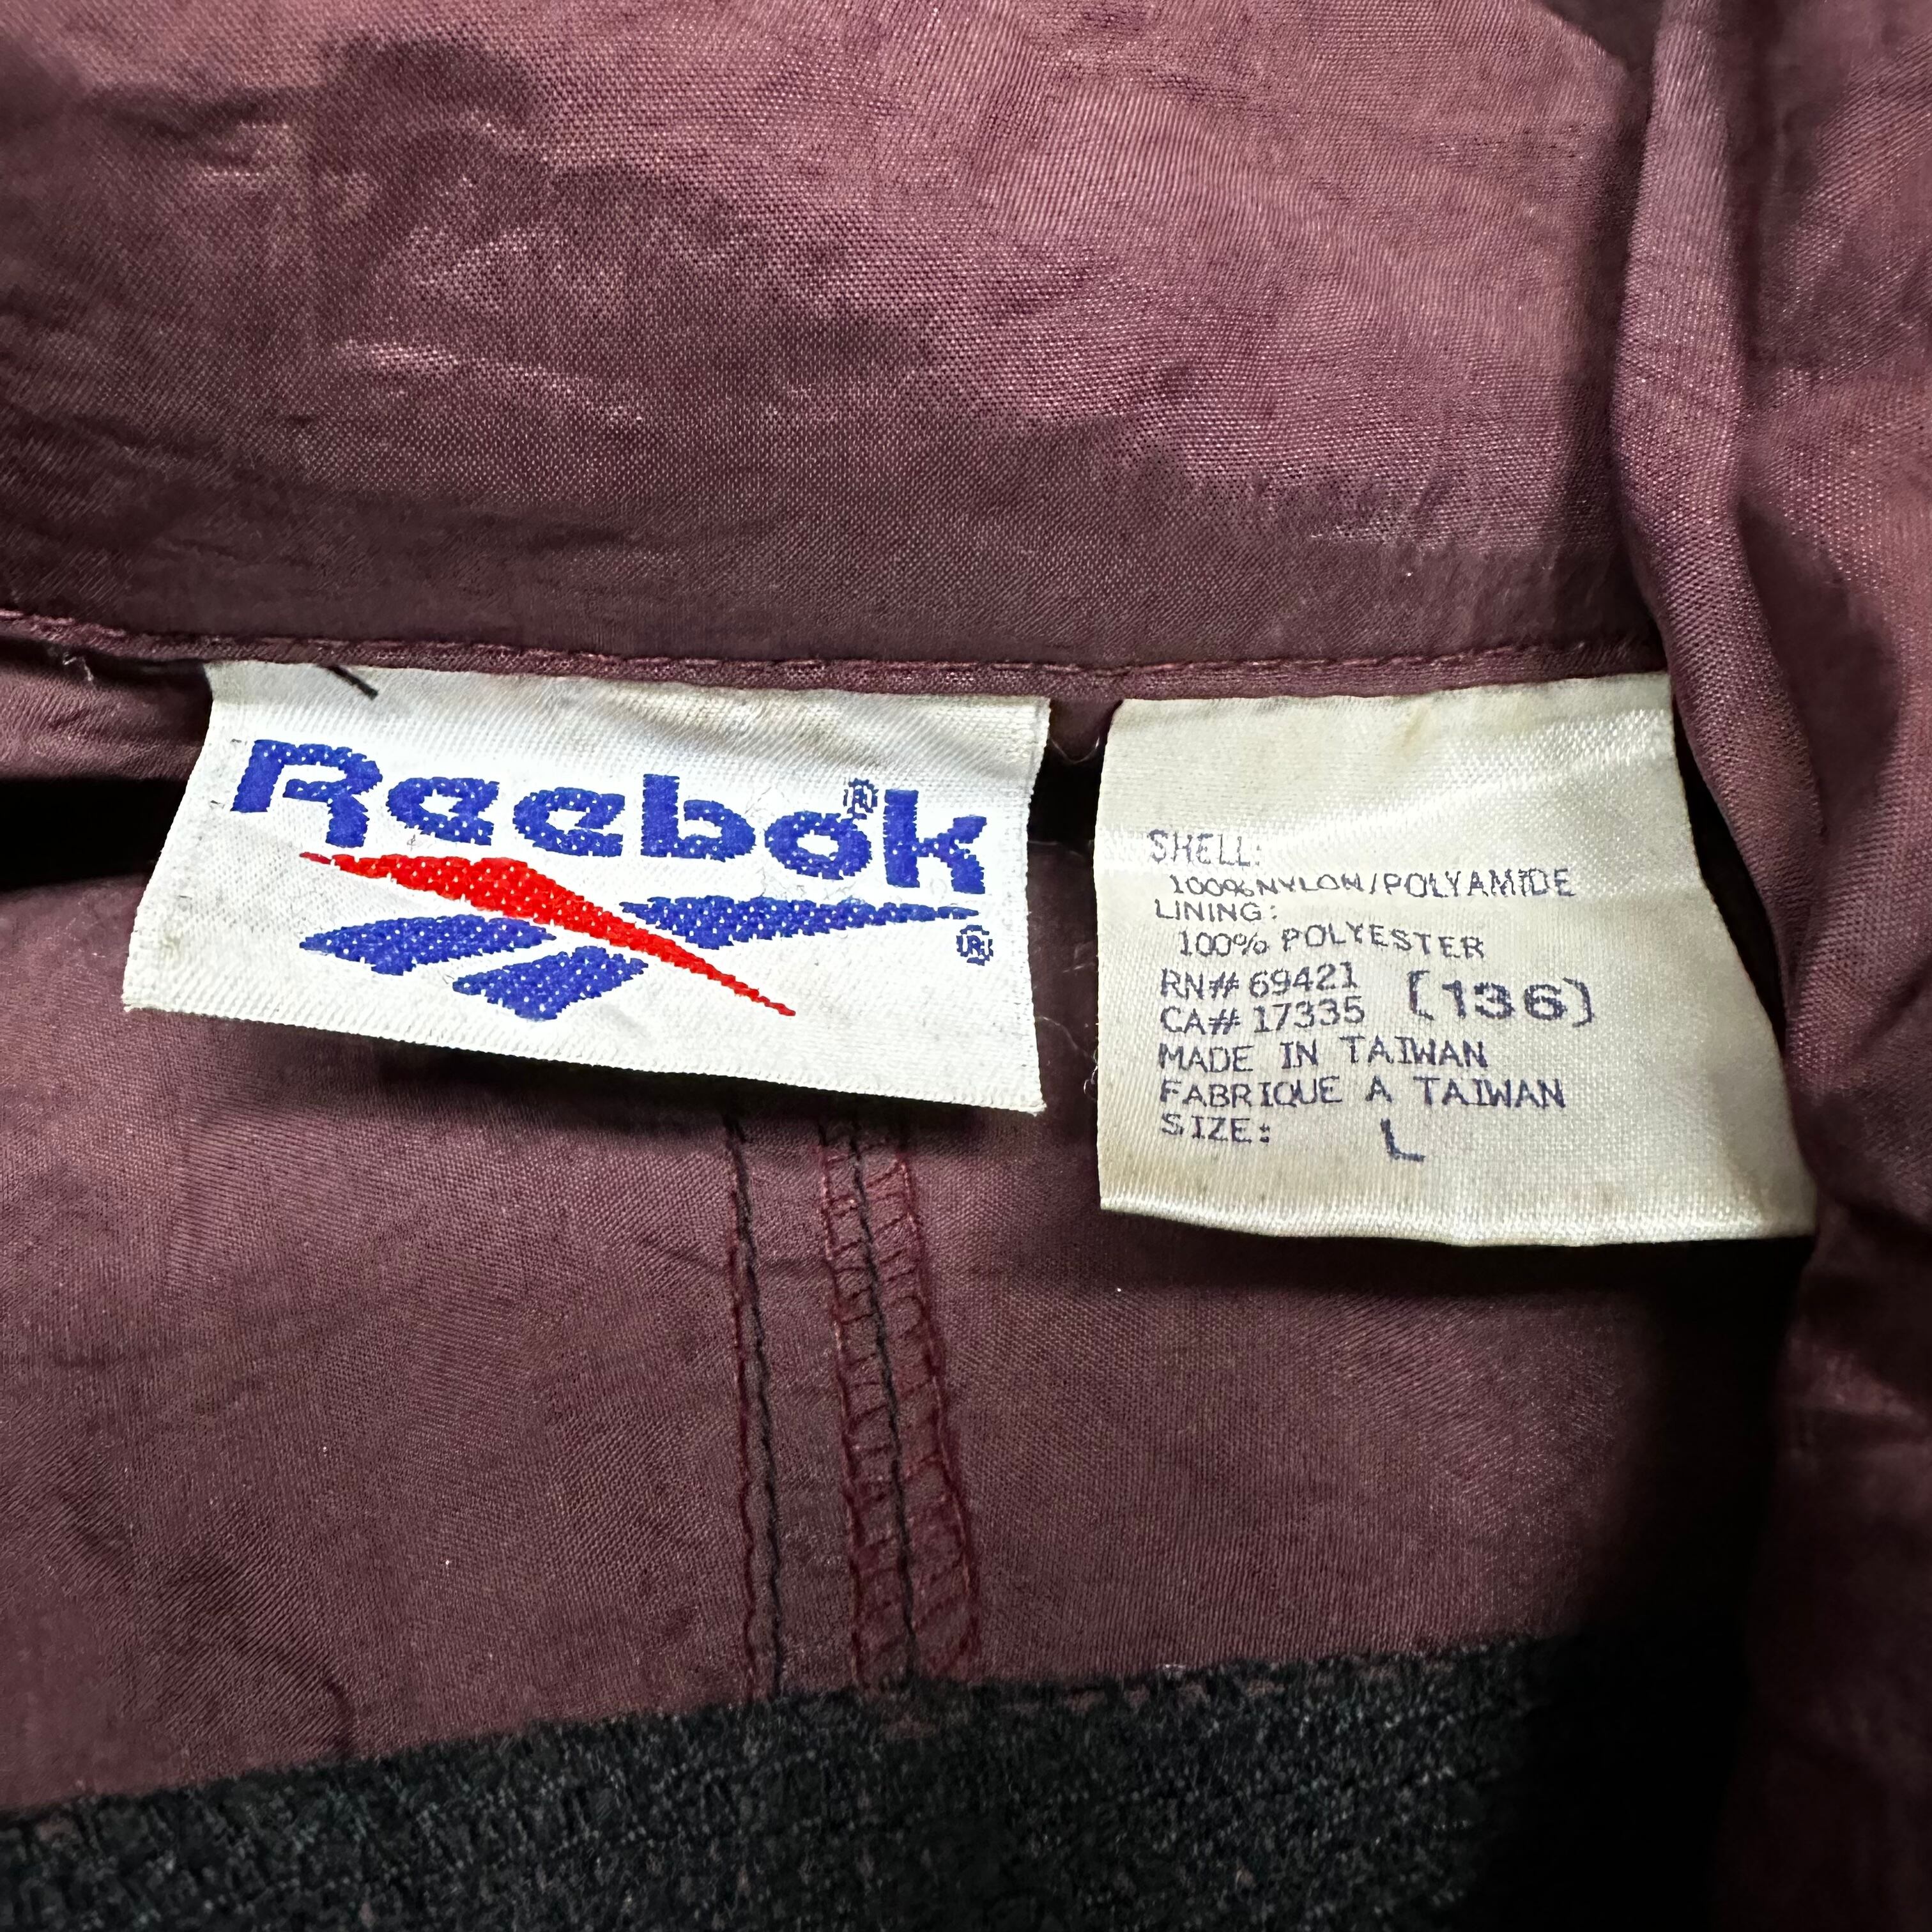 Reebok®
®
SHELL:
100% NYLON/POLYAMIDE
LINING:
100% POLYESTER
RN# 69421
CA# 17335 [136]
MADE IN TAIWAN
FABRIQUE A TAIWAN
SIZE: L